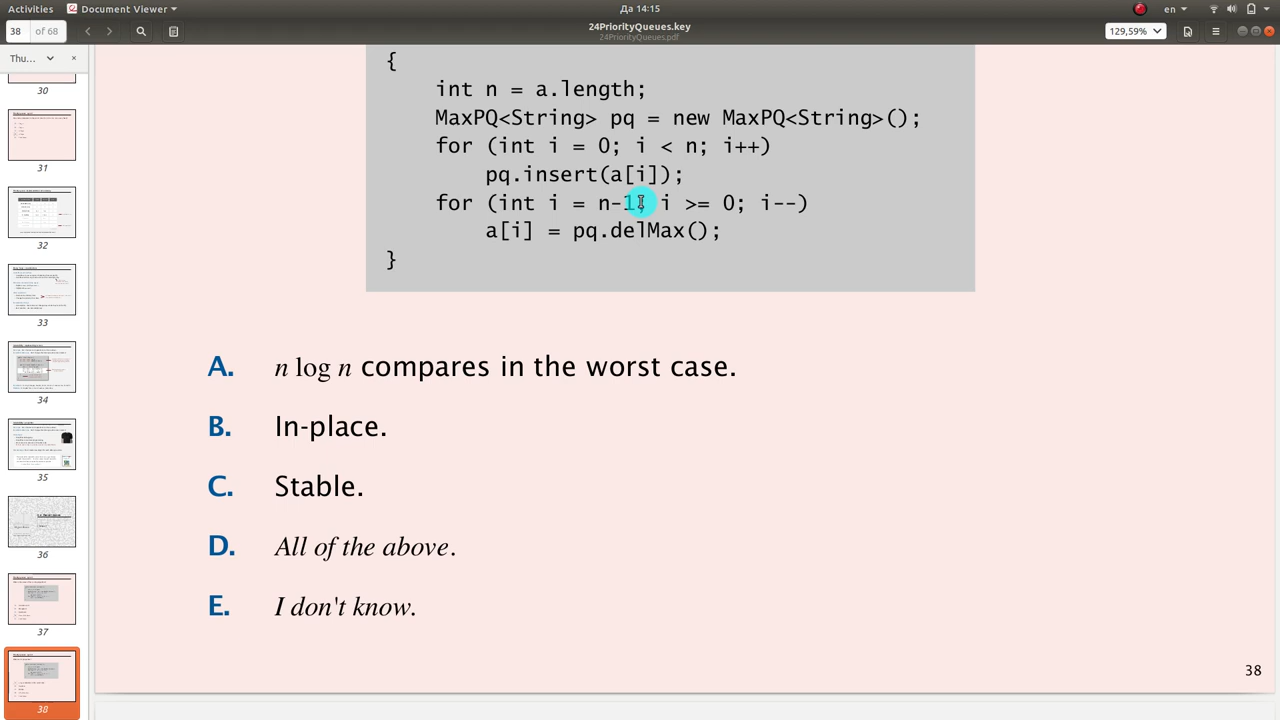 Activities
Document Viewer
Da 14:15
en
38
of 68
24PriorityQueues.key
24PriorityQueues.pdf
129,59%
Thu...
30
31
32
33
34
35
36
37
38
{
int n = a.length;
MaxPQ<String> pq = new MaxPQ<String>();
for (int i = 0; i < n; i++)
pq.insert(a[i]);
for (int i = n-1; i >= 0; i--)
a[i] = pq.delMax();
}
A. n log n compares in the worst case.
B. In-place.
C. Stable.
D. All of the above.
E. I don't know.
38